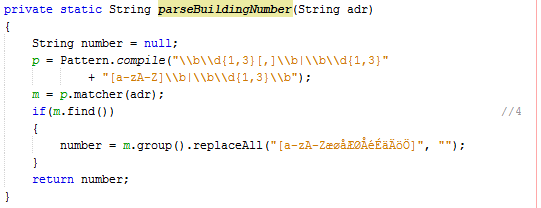 private static String parseBuildingNumber(String adr)
{
String number = null;
p = Pattern.compile("\\b\\d{1,3}[,]\\b|\\b\\d{1,3}"
+ "[a-zA-Z]\\b|\\b\\d{1,3}\\b");
m = p.matcher(adr);
if(m.find()) //4
{
number = m.group().replaceAll("[a-zA-ZæøåÆØÅéÉäÄöÖ]", "");
}
return number;
}